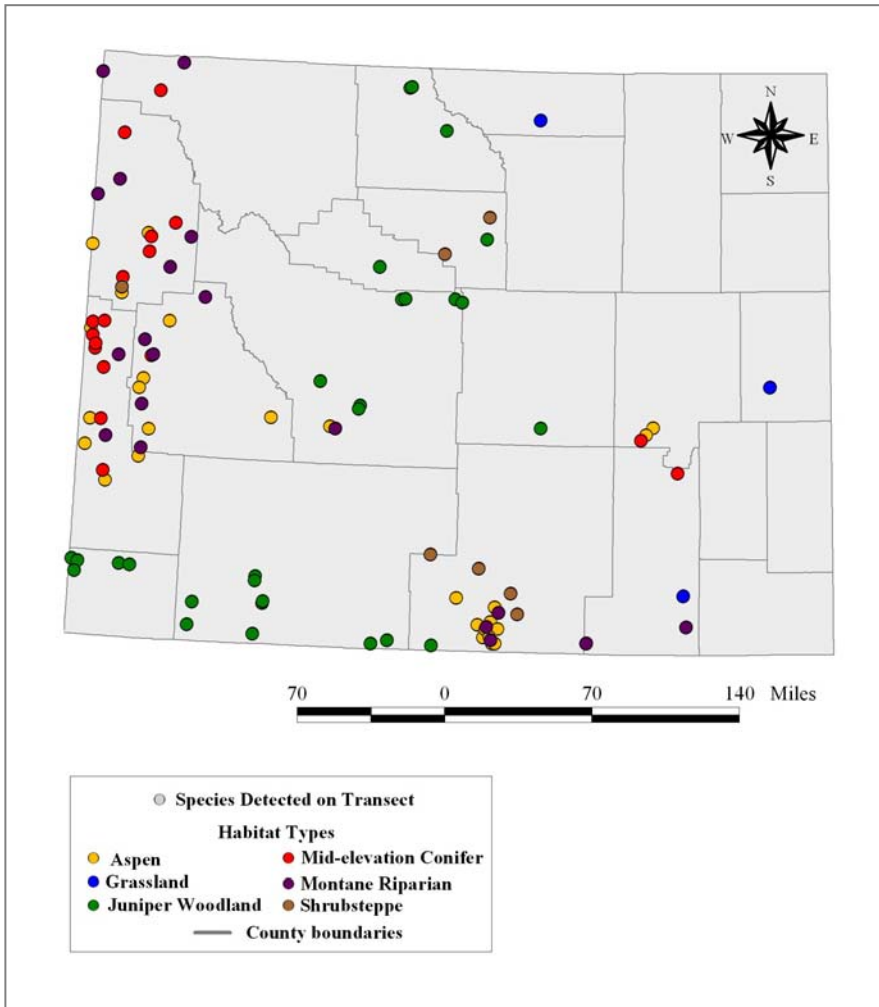 N
W E
S
70 0 70 140 Miles
Species Detected on Transect
Habitat Types
Aspen Mid-elevation Conifer
Grassland Montane Riparian
Juniper Woodland Shrubsteppe
County boundaries